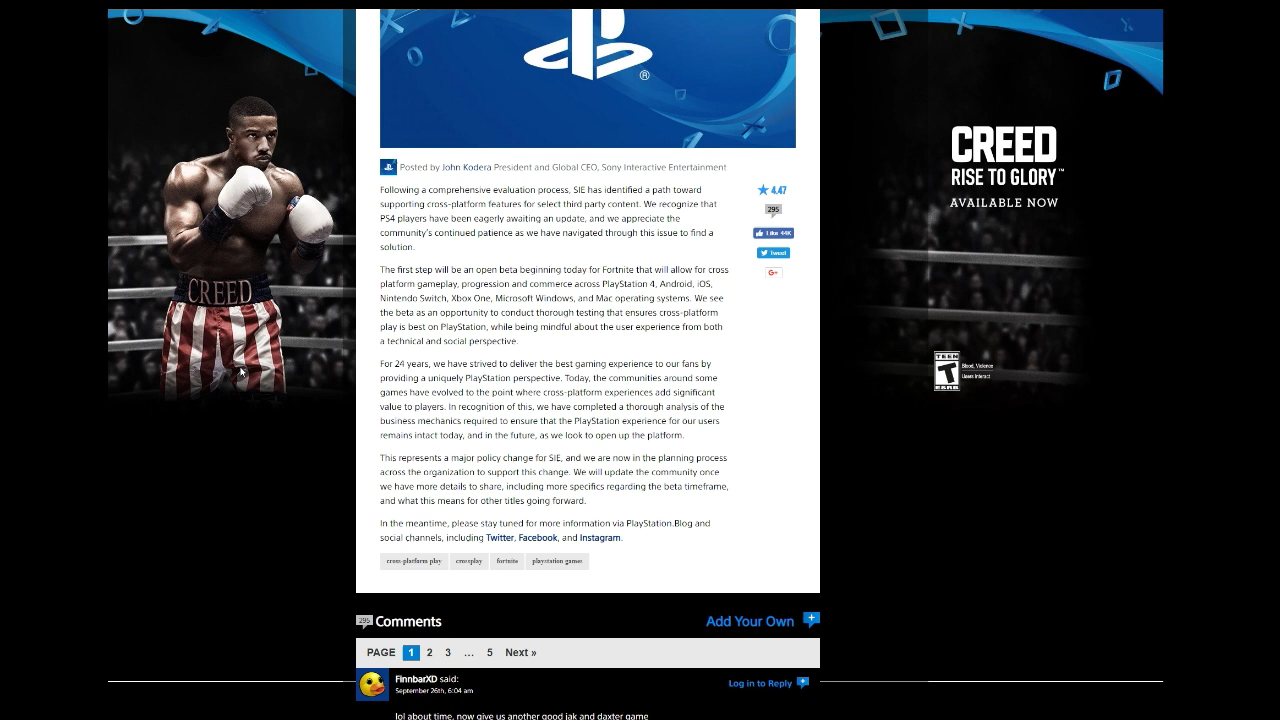 CREED
RISE TO GLORY™
AVAILABLE NOW
CREED
TEEN
T
ESRB
Blood, Violence
Users Interact
®
Posted by John Kodera President and Global CEO, Sony Interactive Entertainment
Following a comprehensive evaluation process, SIE has identified a path toward
supporting cross-platform features for select third party content. We recognize that
PS4 players have been eagerly awaiting an update, and we appreciate the
community's continued patience as we have navigated through this issue to find a
solution.
4.47
295
Like 44K
Tweet
G+
The first step will be an open beta beginning today for Fortnite that will allow for cross
platform gameplay, progression and commerce across PlayStation 4, Android, iOS,
Nintendo Switch, Xbox One, Microsoft Windows, and Mac operating systems. We see
the beta as an opportunity to conduct thorough testing that ensures cross-platform
play is best on PlayStation, while being mindful about the user experience from both
a technical and social perspective.
For 24 years, we have strived to deliver the best gaming experience to our fans by
providing a uniquely PlayStation perspective. Today, the communities around some
games have evolved to the point where cross-platform experiences add significant
value to players. In recognition of this, we have completed a thorough analysis of the
business mechanics required to ensure that the PlayStation experience for our users
remains intact today, and in the future, as we look to open up the platform.
This represents a major policy change for SIE, and we are now in the planning process
across the organization to support this change. We will update the community once
we have more details to share, including more specifics regarding the beta timeframe,
and what this means for other titles going forward.
In the meantime, please stay tuned for more information via PlayStation.Blog and
social channels, including Twitter, Facebook, and Instagram.
cross-platform play crossplay fortnite playstation games
295 Comments Add Your Own +
PAGE 1 2 3 ... 5 Next »
FinnbarXD said: Log in to Reply +
September 26th, 6:04 am
lol about time, now give us another good jak and daxter game